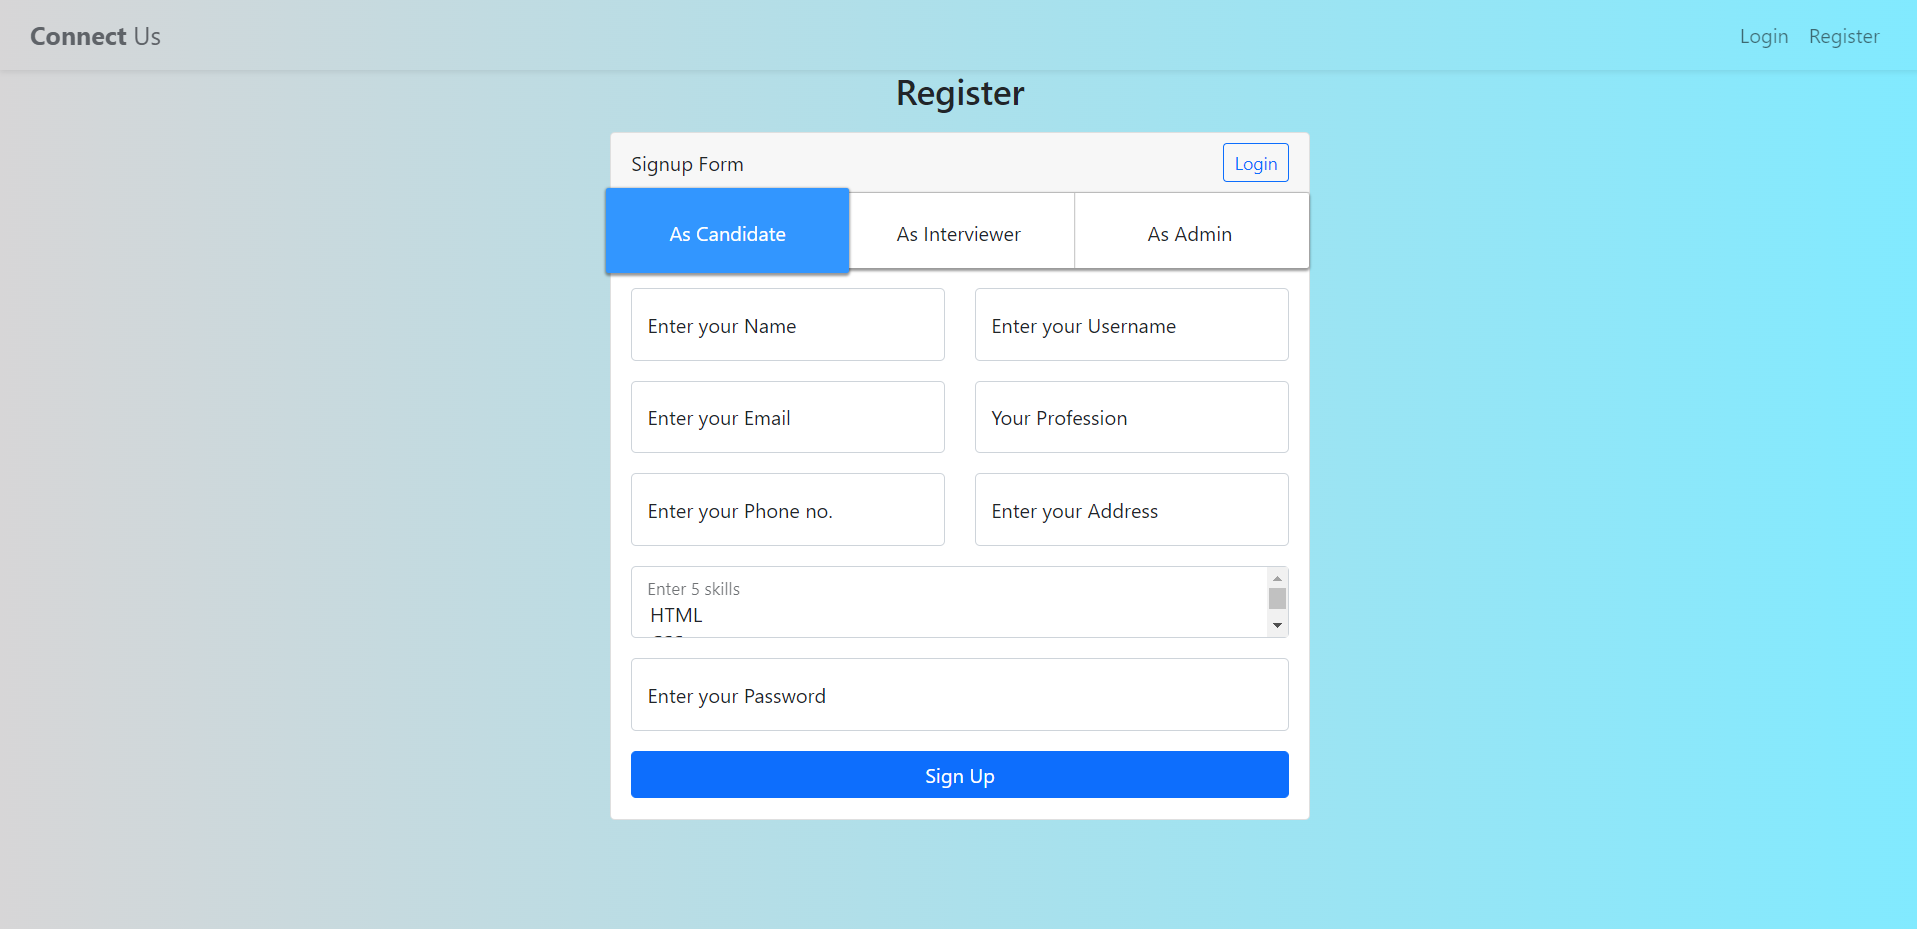 Connect Us
Login Register
Register
Signup Form
Login
As Candidate
As Interviewer
As Admin
Enter your Name
Enter your Username
Enter your Email
Your Profession
Enter your Phone no.
Enter your Address
Enter 5 skills
HTML
Enter your Password
Sign Up